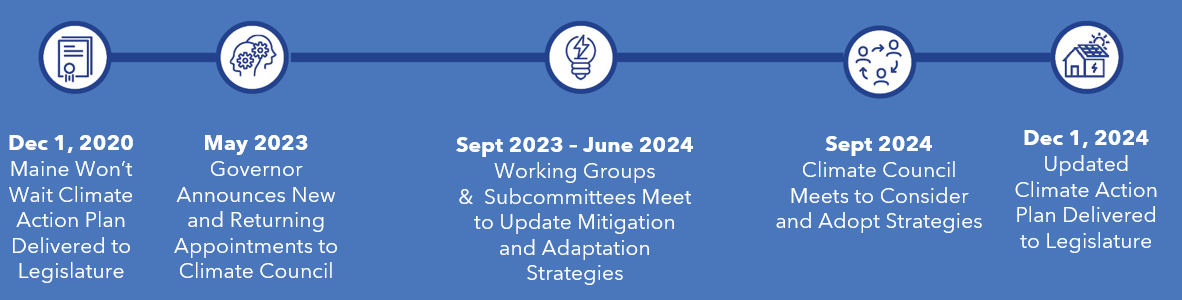 Dec 1, 2020
Maine Won't
Wait Climate
Action Plan
Delivered to
Legislature
May 2023
Governor
Announces New
and Returning
Appointments to
Climate Council
Sept 2023 – June 2024
Working Groups
&  Subcommittees Meet
to Update Mitigation
and Adaptation
Strategies
Sept 2024
Climate Council
Meets to Consider
and Adopt Strategies
Dec 1, 2024
Updated
Climate Action
Plan Delivered
to Legislature